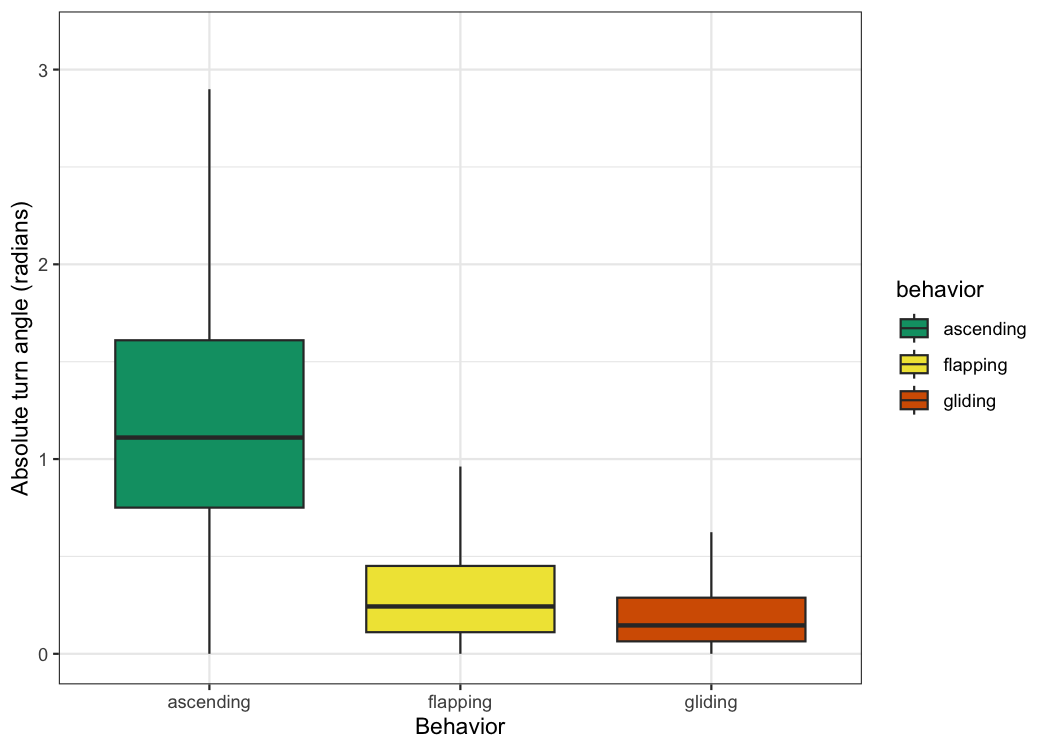 Absolute turn angle (radians)
3
2
1
0
ascending flapping gliding
Behavior
behavior
ascending
flapping
gliding